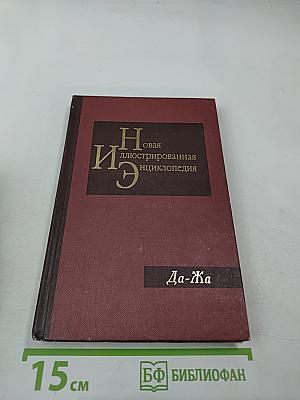 Новая
Иллюстрированная
Энциклопедия
Да-Жа
15 см
БФ БИБЛИОФАН